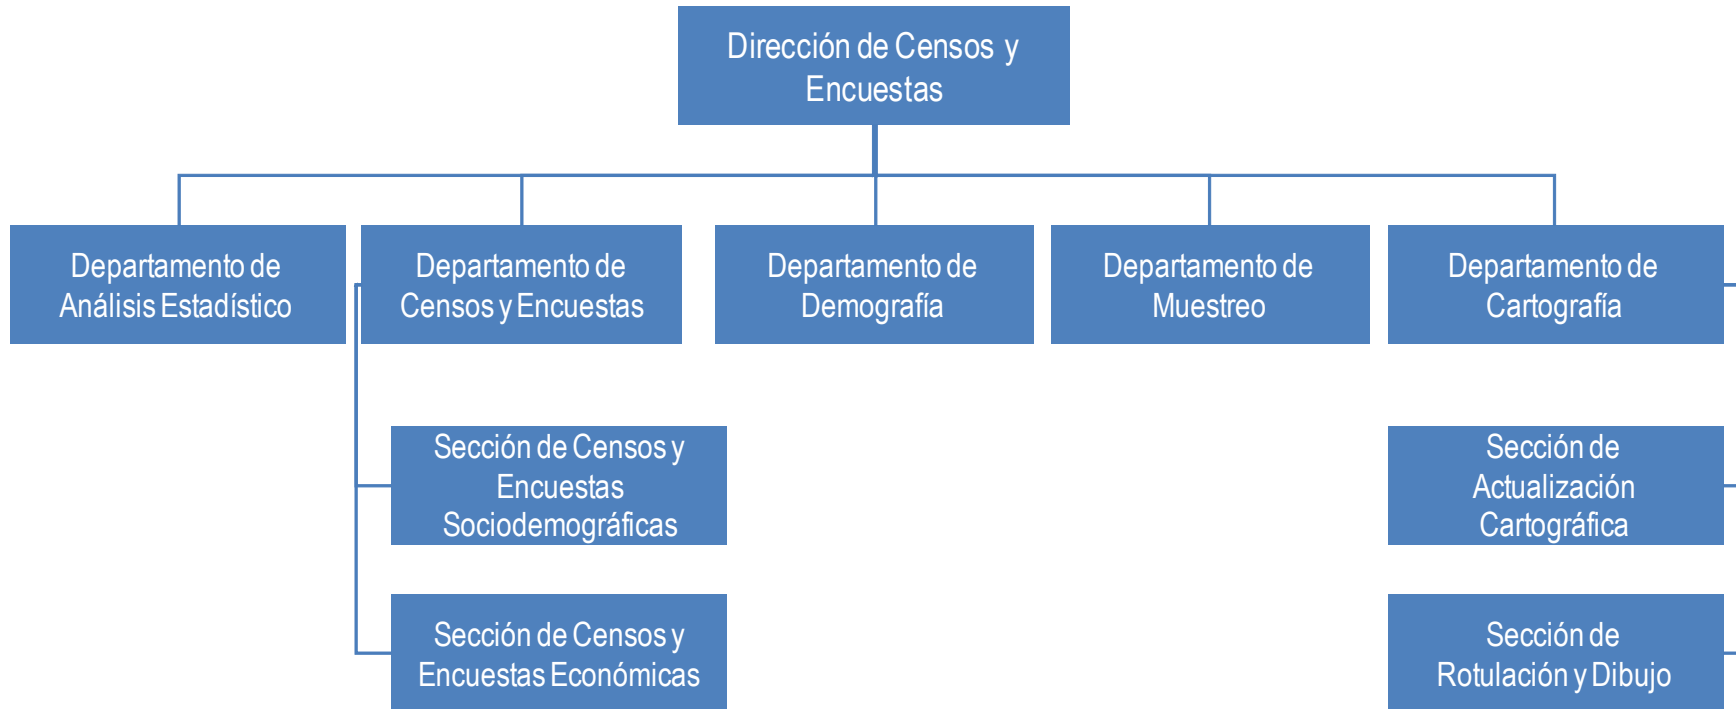 Dirección de Censos y
Encuestas
Departamento de
Análisis Estadístico
Departamento de
Censos y Encuestas
Departamento de
Demografía
Departamento de
Muestreo
Departamento de
Cartografía
Sección de Censos y
Encuestas
Sociodemográficas
Sección de
Actualización
Cartográfica
Sección de Censos y
Encuestas Económicas
Sección de
Rotulación y Dibujo